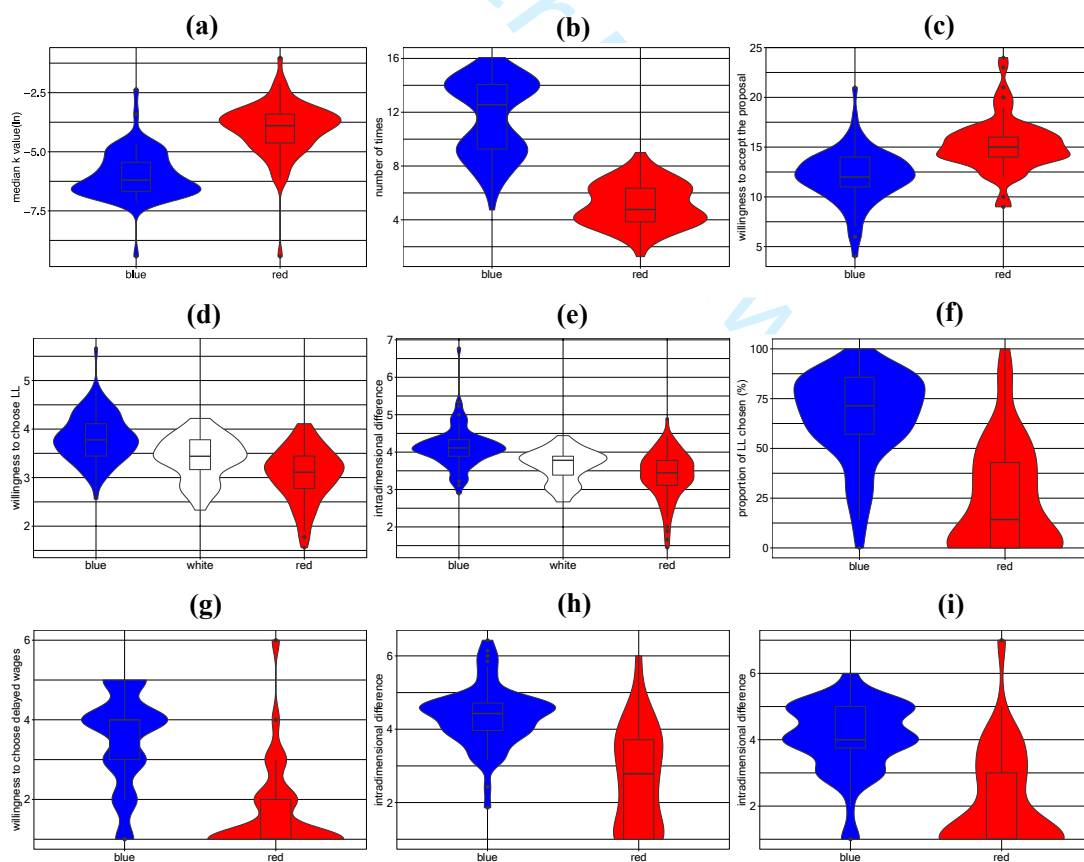 (a)
(b)
(c)
median k value(ln)
−2.5
−5.0
−7.5
blue
red
number of times
16
12
8
4
blue
red
willingness to accept the proposal
25
20
15
10
5
blue
red
(d)
(e)
(f)
willingness to choose LL
5
4
3
2
blue
white
red
intradimensional difference
7
6
5
4
3
2
blue
white
red
proportion of LL chosen (%)
100
75
50
25
0
blue
red
(g)
(h)
(i)
willingness to choose delayed wages
6
4
2
blue
red
intradimensional difference
6
4
2
blue
red
intradimensional difference
6
4
2
blue
red